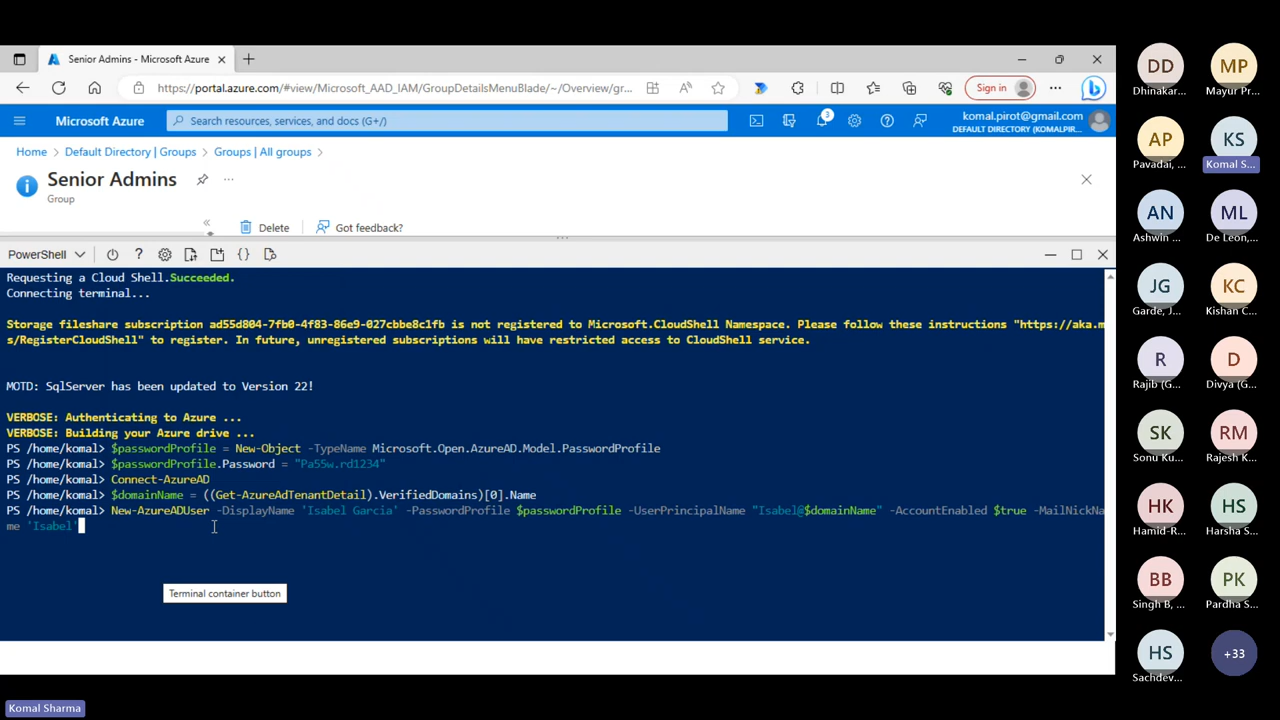 Senior Admins - Microsoft Azure
https://portal.azure.com/#view/Microsoft_AAD_IAM/GroupDetailsMenuBlade/~/Overview/gr...
Sign in
Microsoft Azure
Search resources, services, and docs (G+/)
3
komal.pirot@gmail.com
DEFAULT DIRECTORY (KOMALPIR...
Home > Default Directory | Groups > Groups | All groups >
Senior Admins
Group
Delete
Got feedback?
PowerShell
Requesting a Cloud Shell.Succeeded.
Connecting terminal...
Storage fileshare subscription ad55d804-7fb0-4f83-86e9-027cbbe8c1fb is not registered to Microsoft.CloudShell Namespace. Please follow these instructions "https://aka.m
s/RegisterCloudShell" to register. In future, unregistered subscriptions will have restricted access to CloudShell service.
MOTD: SqlServer has been updated to Version 22!
VERBOSE: Authenticating to Azure ...
VERBOSE: Building your Azure drive ...
PS /home/komal> $passwordProfile = New-Object -TypeName Microsoft.Open.AzureAD.Model.PasswordProfile
PS /home/komal> $passwordProfile.Password = "Pa55w.rd1234"
PS /home/komal> Connect-AzureAD
PS /home/komal> $domainName = ((Get-AzureAdTenantDetail).VerifiedDomains)[0].Name
PS /home/komal> New-AzureADUser -DisplayName 'Isabel Garcia' -PasswordProfile $passwordProfile -UserPrincipalName "Isabel@$domainName" -AccountEnabled $true -MailNickNa
me 'Isabel'
Terminal container button
Komal Sharma
DD
Dhinakar...
MP
Mayur Pr...
AP
Pavadai, ...
KS
Komal S...
AN
Ashwin ...
ML
De Leon,...
JG
Garde, J...
KC
Kishan C...
R
Rajib (G...
D
Divya (G...
SK
Sonu Ku...
RM
Rajesh K...
HK
Hamid-R...
HS
Harsha S...
BB
Singh B, ...
PK
Pardha S...
HS
Sachdev...
+33